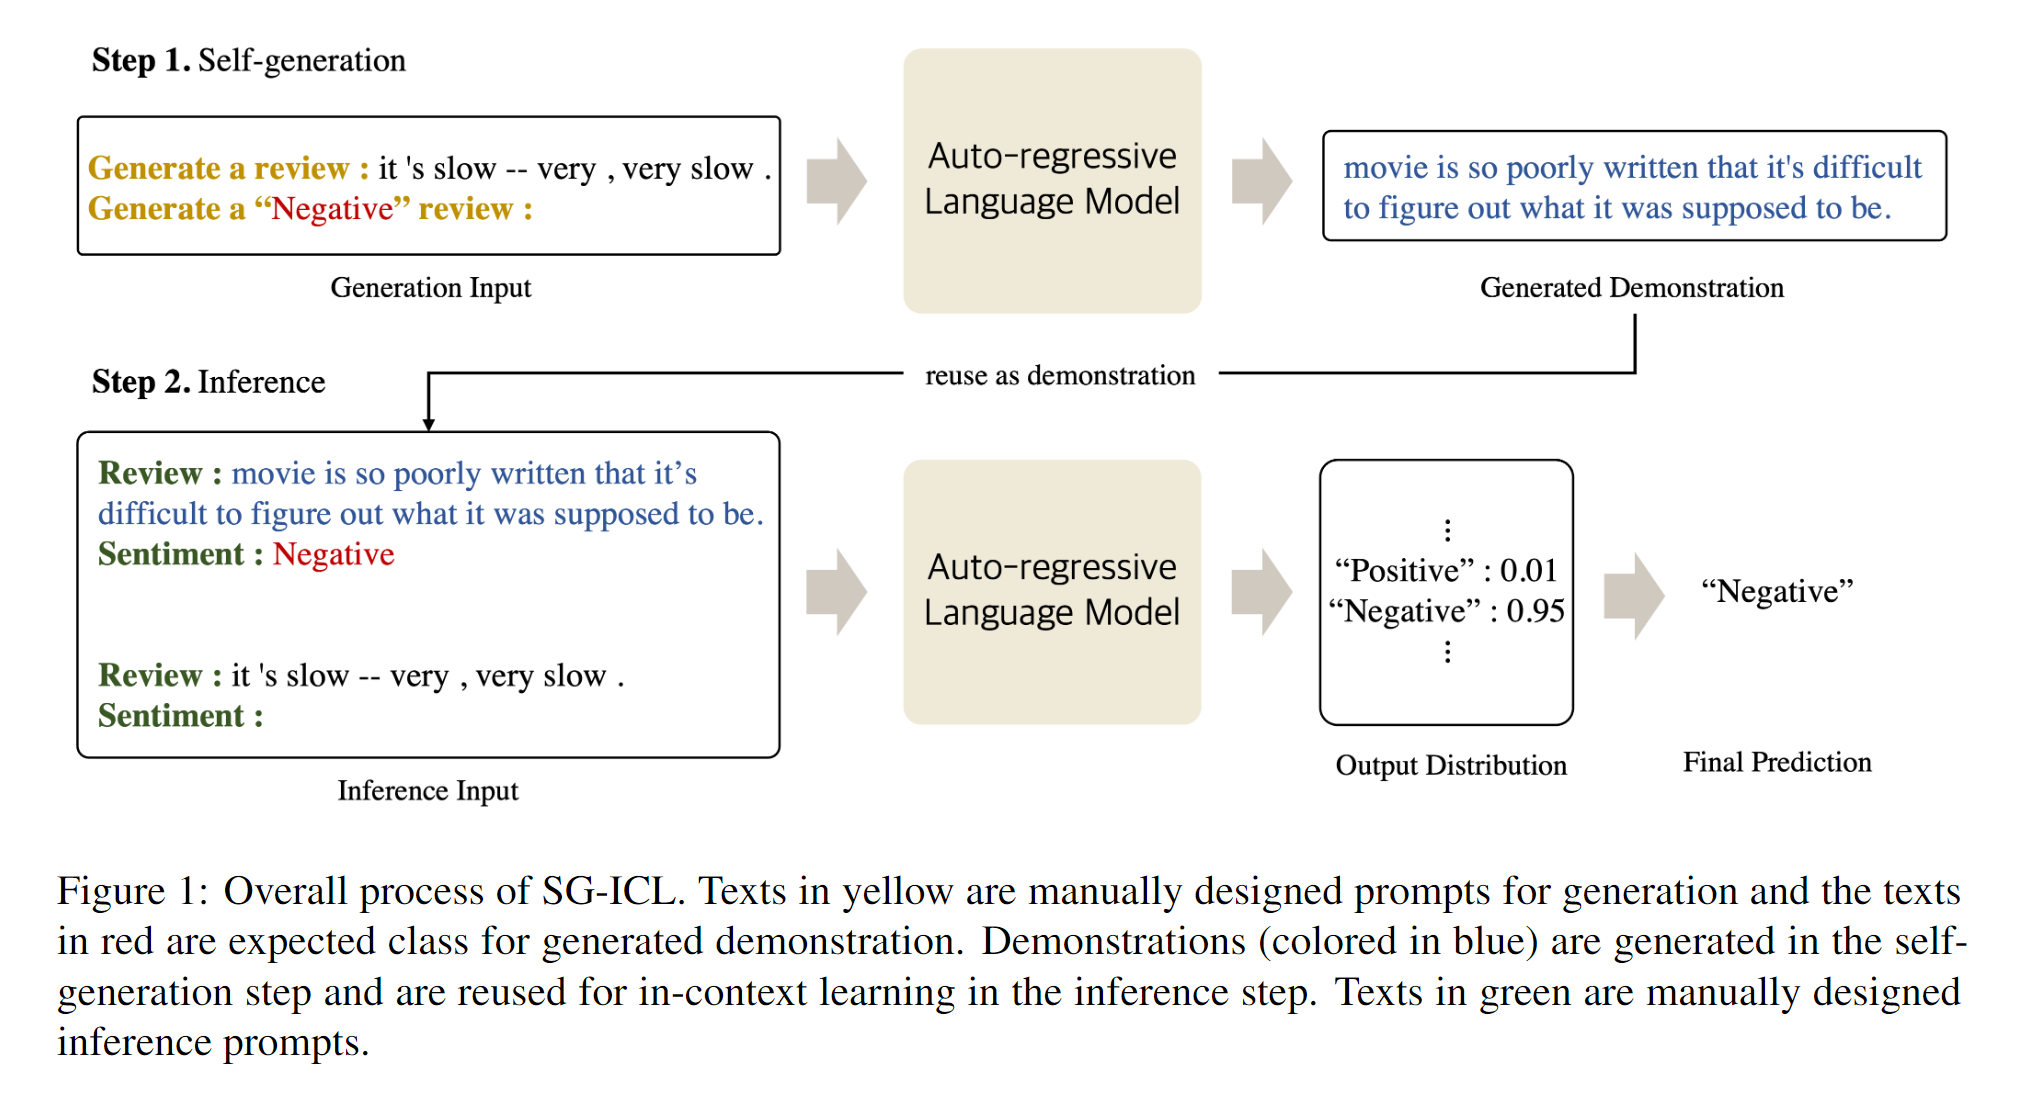 Step 1. Self-generation
Generate a review : it 's slow -- very , very slow .
Generate a “Negative” review :
Generation Input
Auto-regressive
Language Model
movie is so poorly written that it's difficult
to figure out what it was supposed to be.
Generated Demonstration
reuse as demonstration
Step 2. Inference
Review : movie is so poorly written that it’s
difficult to figure out what it was supposed to be.
Sentiment : Negative
Review : it 's slow -- very , very slow .
Sentiment :
Inference Input
Auto-regressive
Language Model
⋮
“Positive” : 0.01
“Negative” : 0.95
⋮
Output Distribution
“Negative”
Final Prediction
Figure 1: Overall process of SG-ICL. Texts in yellow are manually designed prompts for generation and the texts
in red are expected class for generated demonstration. Demonstrations (colored in blue) are generated in the self-
generation step and are reused for in-context learning in the inference step. Texts in green are manually designed
inference prompts.